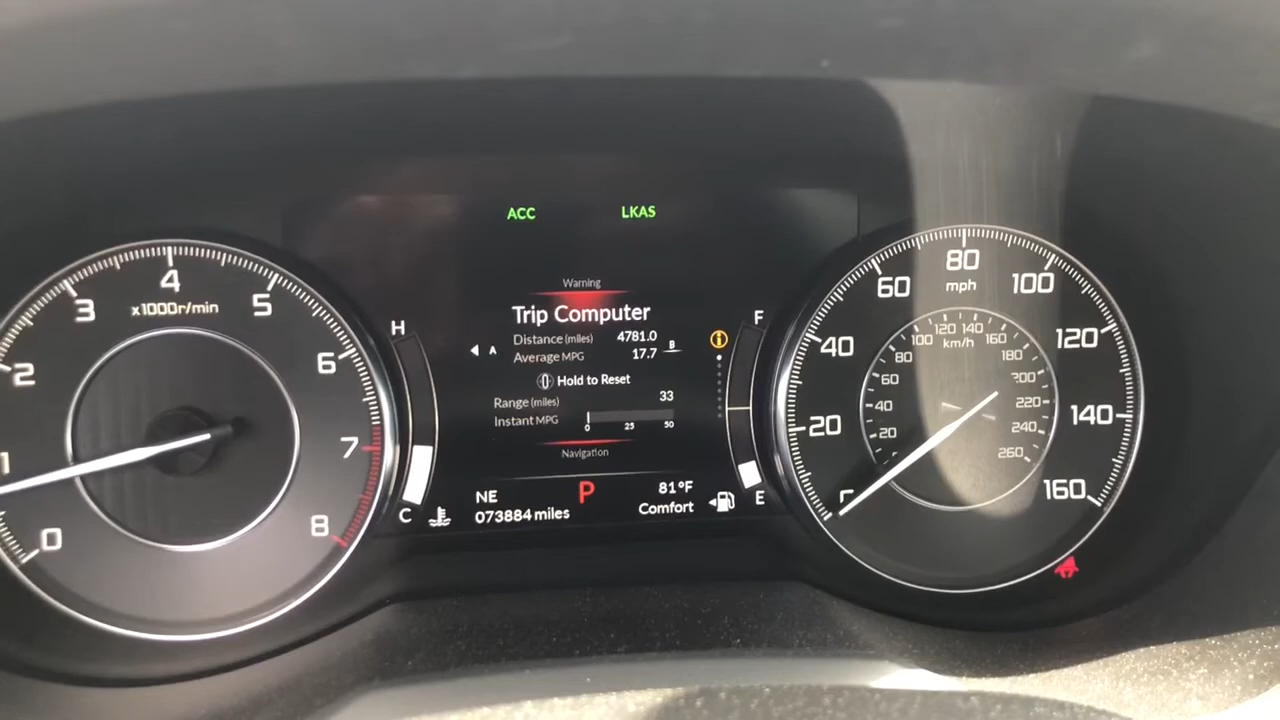 ACC LKAS
Warning
Trip Computer
Distance (miles) 4781.0
A Average MPG 17.7 B
Hold to Reset
Range (miles) 33
Instant MPG
0 25 50
Navigation
NE P 81°F
073884 miles Comfort
H
C
F
E
0 1 2 3 4 5 6 7 8
x1000r/min
20 40 60 80 100 120 140 160
mph
20 40 60 80 100 120 140 160 180 200 220 240 260
km/h